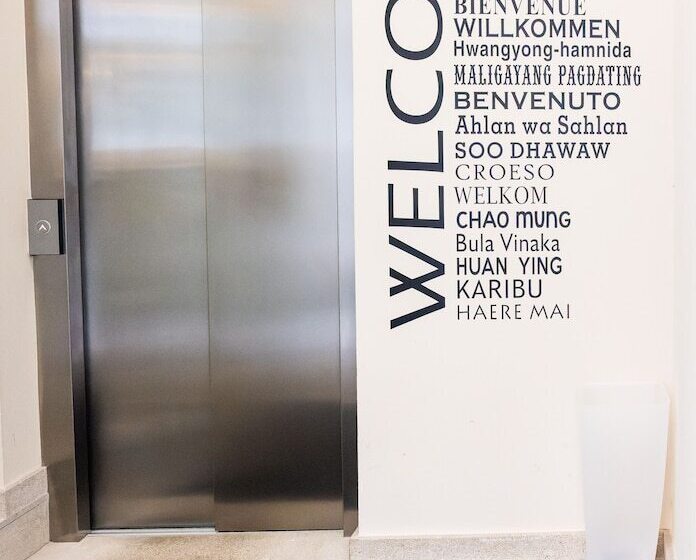 WELCO
BIENVENUE
WILLKOMMEN
Hwangyong-hamnida
MALIGAYANG PAGDATING
BENVENUTO
Ahlan wa Sahlan
SOO DHAWAW
CROESO
WELKOM
CHAO MUNG
Bula Vinaka
HUAN YING
KARIBU
HAERE MAI